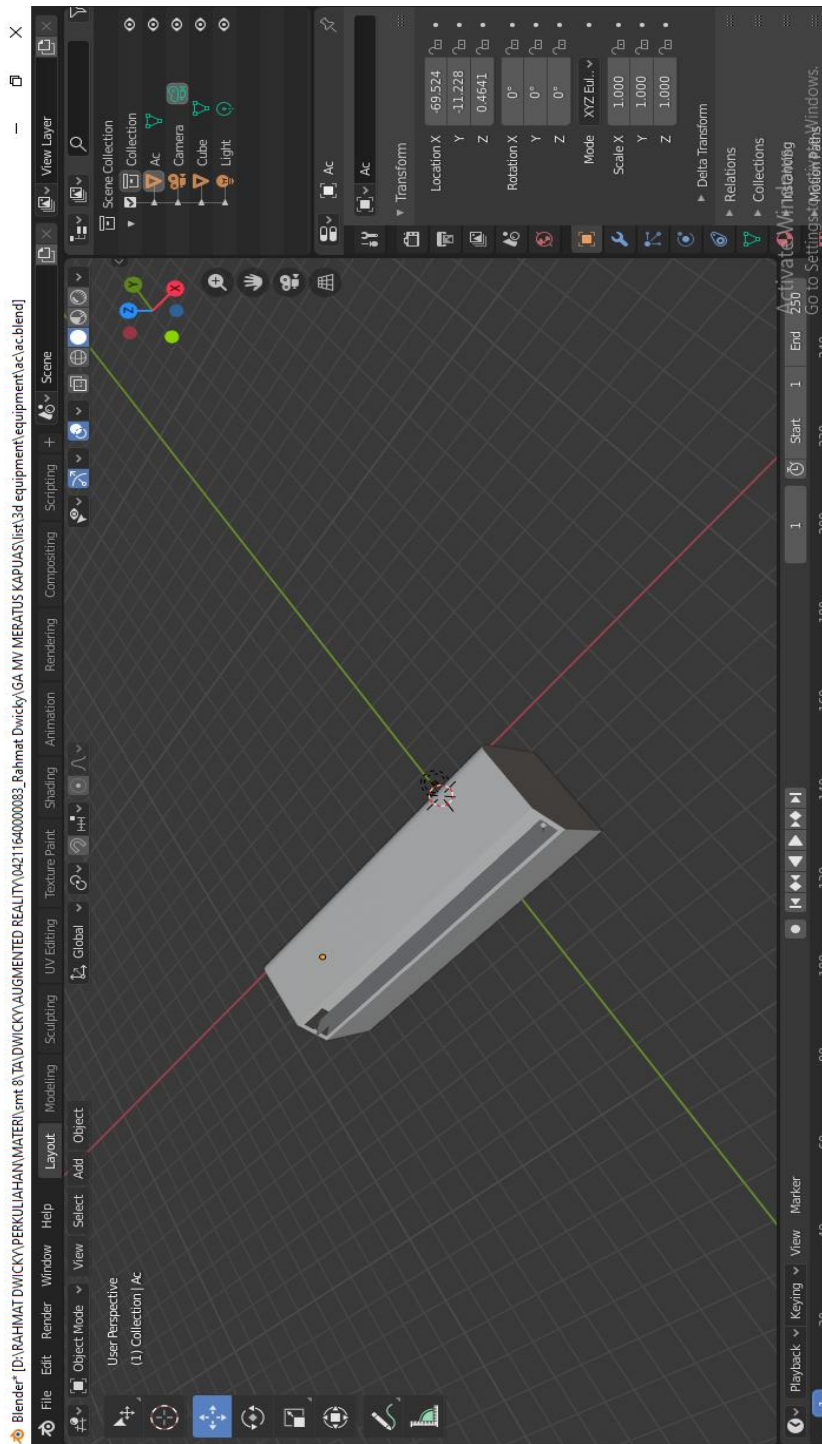 Blender* [D:\RAHMAT DWICKY\PERKULIAHAN\MATERI\smt 8\TA\DWICKY\AUGMENTED REALITY\04211640000083_Rahmat Dwicky\GA MV MERATUS KAPUAS\list\3d equipment\equipment\ac\ac.blend]
File Edit Render Window Help Layout Modeling Sculpting UV Editing Texture Paint Shading Animation Rendering Compositing Scripting + Scene View Layer
Object Mode View Select Add Object Global
User Perspective
(1) Collection | Ac
Z
Y
X
Scene Collection
Collection
Ac
Camera
Cube
Light
Ac
Ac
Transform
Location X -69.524
Y -11.228
Z 0.4641
Rotation X 0°
Y 0°
Z 0°
Mode XYZ Eul..
Scale X 1.000
Y 1.000
Z 1.000
Delta Transform
Relations
Collections
Instancing
Motion Paths
Activate Windows
Go to Settings to activate Windows.
Playback Keying View Marker 1 Start 1 End 250